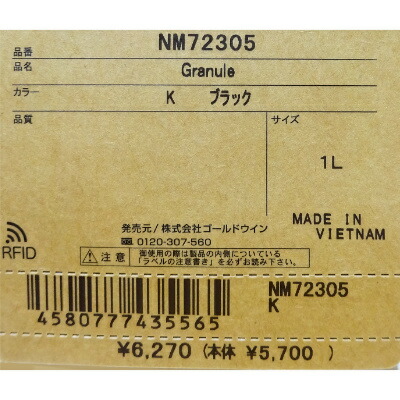 品番 NM72305
品名 Granule
カラー K ブラック
品質
サイズ
1L
発売元/株式会社ゴールドウイン
0120-307-560
MADE IN
VIETNAM
RFID
注意 御使用の際は製品の内側についている
「ラベルの注意書き」を必ずお読み下さい。
NM72305
K
4580777435565
¥6,270(本体 ¥5,700)